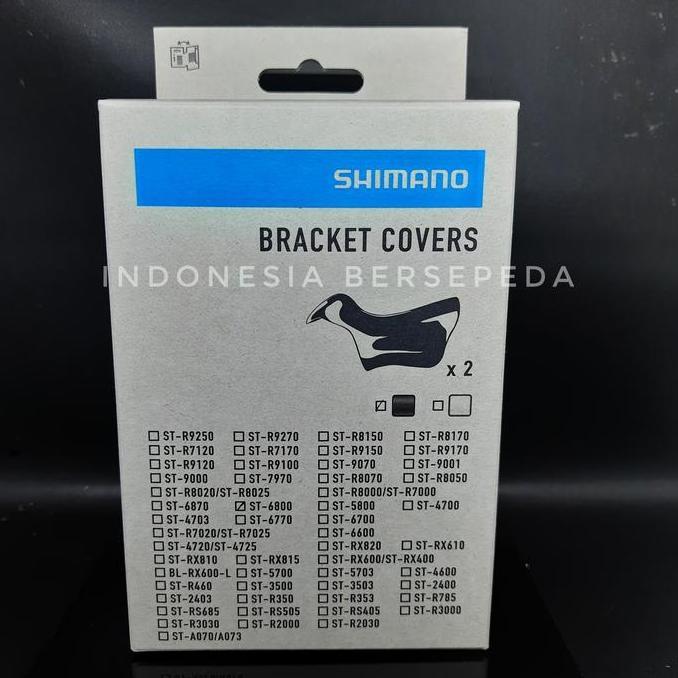 SHIMANO
BRACKET COVERS
INDONESIA BERSEPEDA
x 2
ST-R9250 ST-R9270 ST-R8150 ST-R8170
ST-R7120 ST-R7170 ST-R9150 ST-R9170
ST-R9120 ST-R9100 ST-9070 ST-9001
ST-9000 ST-7970 ST-R8070 ST-R8050
ST-R8020/ST-R8025 ST-R8000/ST-R7000
ST-6870 ST-6800 ST-5800 ST-4700
ST-4703 ST-6770 ST-6700
ST-R7020/ST-R7025 ST-6600
ST-4720/ST-4725 ST-RX820 ST-RX610
ST-RX810 ST-RX815 ST-RX600/ST-RX400
BL-RX600-L ST-5700 ST-5703 ST-4600
ST-R460 ST-3500 ST-3503 ST-2400
ST-2403 ST-R350 ST-R353 ST-R785
ST-RS685 ST-RS505 ST-RS405 ST-R3000
ST-R3030 ST-R2000 ST-R2030
ST-A070/A073